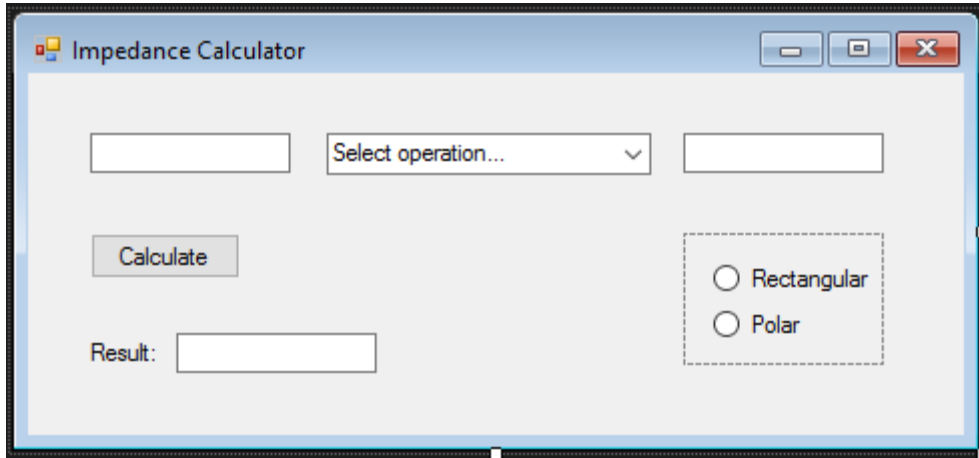 Impedance Calculator
Select operation...
Calculate
Rectangular
Polar
Result: